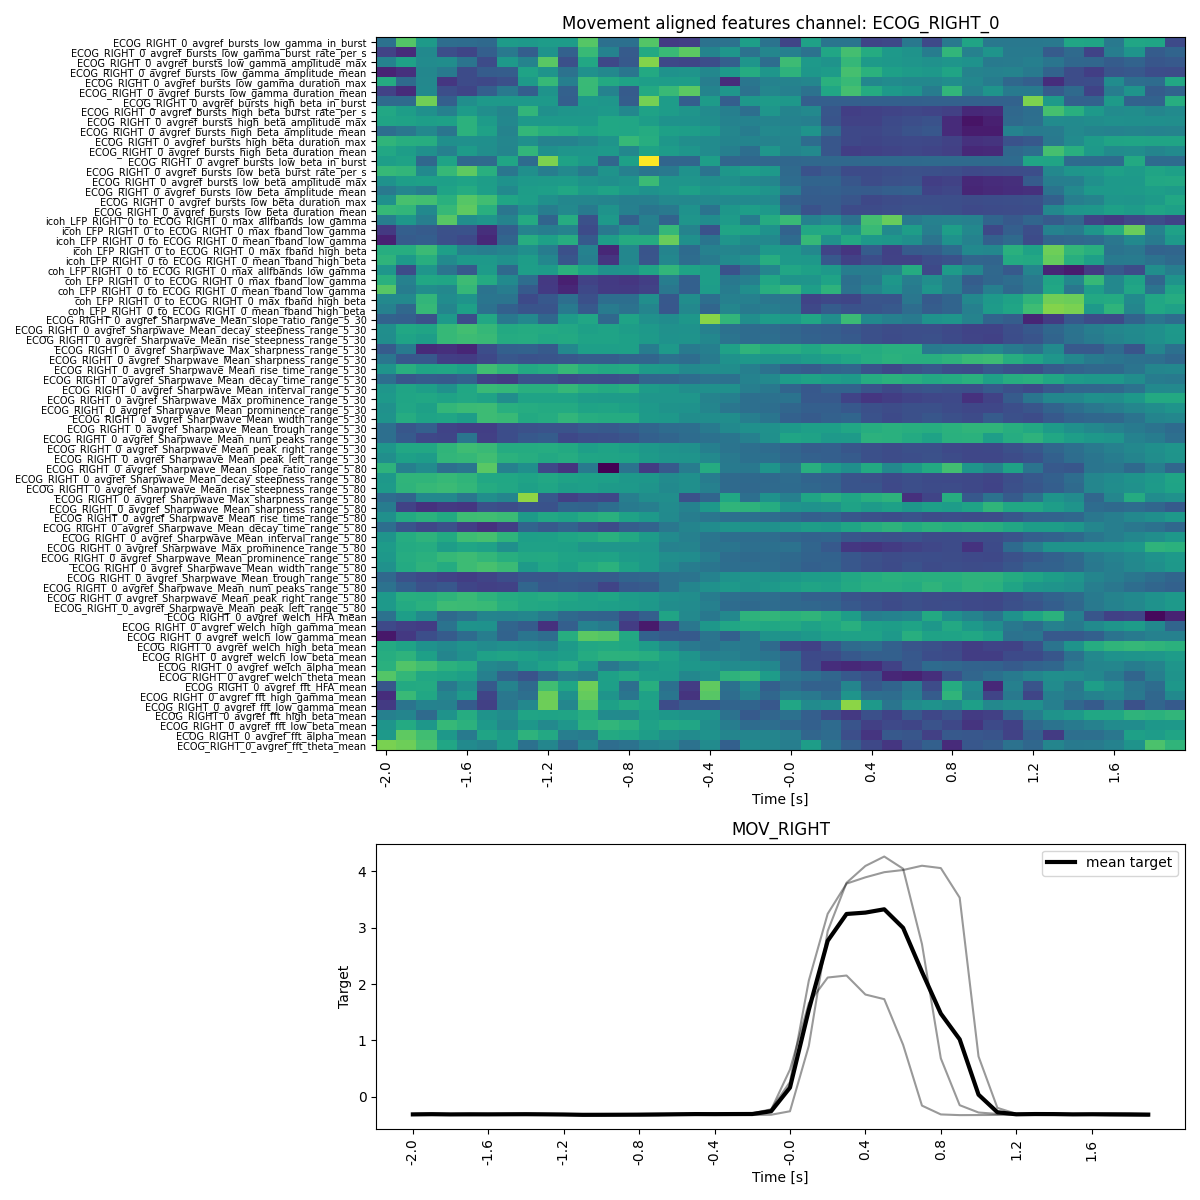 Movement aligned features channel: ECOG_RIGHT_0
ECOG_RIGHT_0_avgref_bursts_low_gamma_in_burst
ECOG_RIGHT_0_avgref_bursts_low_gamma_burst_rate_per_s
ECOG_RIGHT_0_avgref_bursts_low_gamma_amplitude_max
ECOG_RIGHT_0_avgref_bursts_low_gamma_amplitude_mean
ECOG_RIGHT_0_avgref_bursts_low_gamma_duration_max
ECOG_RIGHT_0_avgref_bursts_low_gamma_duration_mean
ECOG_RIGHT_0_avgref_bursts_high_beta_in_burst
ECOG_RIGHT_0_avgref_bursts_high_beta_burst_rate_per_s
ECOG_RIGHT_0_avgref_bursts_high_beta_amplitude_max
ECOG_RIGHT_0_avgref_bursts_high_beta_amplitude_mean
ECOG_RIGHT_0_avgref_bursts_high_beta_duration_max
ECOG_RIGHT_0_avgref_bursts_high_beta_duration_mean
ECOG_RIGHT_0_avgref_bursts_low_beta_in_burst
ECOG_RIGHT_0_avgref_bursts_low_beta_burst_rate_per_s
ECOG_RIGHT_0_avgref_bursts_low_beta_amplitude_max
ECOG_RIGHT_0_avgref_bursts_low_beta_amplitude_mean
ECOG_RIGHT_0_avgref_bursts_low_beta_duration_max
ECOG_RIGHT_0_avgref_bursts_low_beta_duration_mean
icoh_LFP_RIGHT_0_to_ECOG_RIGHT_0_max_allfbands_low_gamma
icoh_LFP_RIGHT_0_to_ECOG_RIGHT_0_max_fband_low_gamma
icoh_LFP_RIGHT_0_to_ECOG_RIGHT_0_mean_fband_low_gamma
icoh_LFP_RIGHT_0_to_ECOG_RIGHT_0_max_fband_high_beta
icoh_LFP_RIGHT_0_to_ECOG_RIGHT_0_mean_fband_high_beta
coh_LFP_RIGHT_0_to_ECOG_RIGHT_0_max_allfbands_low_gamma
coh_LFP_RIGHT_0_to_ECOG_RIGHT_0_max_fband_low_gamma
coh_LFP_RIGHT_0_to_ECOG_RIGHT_0_mean_fband_low_gamma
coh_LFP_RIGHT_0_to_ECOG_RIGHT_0_max_fband_high_beta
coh_LFP_RIGHT_0_to_ECOG_RIGHT_0_mean_fband_high_beta
ECOG_RIGHT_0_avgref_Sharpwave_Mean_slope_ratio_range_5_30
ECOG_RIGHT_0_avgref_Sharpwave_Mean_decay_steepness_range_5_30
ECOG_RIGHT_0_avgref_Sharpwave_Mean_rise_steepness_range_5_30
ECOG_RIGHT_0_avgref_Sharpwave_Max_sharpness_range_5_30
ECOG_RIGHT_0_avgref_Sharpwave_Mean_sharpness_range_5_30
ECOG_RIGHT_0_avgref_Sharpwave_Mean_rise_time_range_5_30
ECOG_RIGHT_0_avgref_Sharpwave_Mean_decay_time_range_5_30
ECOG_RIGHT_0_avgref_Sharpwave_Mean_interval_range_5_30
ECOG_RIGHT_0_avgref_Sharpwave_Max_prominence_range_5_30
ECOG_RIGHT_0_avgref_Sharpwave_Mean_prominence_range_5_30
ECOG_RIGHT_0_avgref_Sharpwave_Mean_width_range_5_30
ECOG_RIGHT_0_avgref_Sharpwave_Mean_trough_range_5_30
ECOG_RIGHT_0_avgref_Sharpwave_Mean_num_peaks_range_5_30
ECOG_RIGHT_0_avgref_Sharpwave_Mean_peak_right_range_5_30
ECOG_RIGHT_0_avgref_Sharpwave_Mean_peak_left_range_5_30
ECOG_RIGHT_0_avgref_Sharpwave_Mean_slope_ratio_range_5_80
ECOG_RIGHT_0_avgref_Sharpwave_Mean_decay_steepness_range_5_80
ECOG_RIGHT_0_avgref_Sharpwave_Mean_rise_steepness_range_5_80
ECOG_RIGHT_0_avgref_Sharpwave_Max_sharpness_range_5_80
ECOG_RIGHT_0_avgref_Sharpwave_Mean_sharpness_range_5_80
ECOG_RIGHT_0_avgref_Sharpwave_Mean_rise_time_range_5_80
ECOG_RIGHT_0_avgref_Sharpwave_Mean_decay_time_range_5_80
ECOG_RIGHT_0_avgref_Sharpwave_Mean_interval_range_5_80
ECOG_RIGHT_0_avgref_Sharpwave_Max_prominence_range_5_80
ECOG_RIGHT_0_avgref_Sharpwave_Mean_prominence_range_5_80
ECOG_RIGHT_0_avgref_Sharpwave_Mean_width_range_5_80
ECOG_RIGHT_0_avgref_Sharpwave_Mean_trough_range_5_80
ECOG_RIGHT_0_avgref_Sharpwave_Mean_num_peaks_range_5_80
ECOG_RIGHT_0_avgref_Sharpwave_Mean_peak_right_range_5_80
ECOG_RIGHT_0_avgref_Sharpwave_Mean_peak_left_range_5_80
ECOG_RIGHT_0_avgref_welch_HFA_mean
ECOG_RIGHT_0_avgref_welch_high_gamma_mean
ECOG_RIGHT_0_avgref_welch_low_gamma_mean
ECOG_RIGHT_0_avgref_welch_high_beta_mean
ECOG_RIGHT_0_avgref_welch_low_beta_mean
ECOG_RIGHT_0_avgref_welch_alpha_mean
ECOG_RIGHT_0_avgref_welch_theta_mean
ECOG_RIGHT_0_avgref_fft_HFA_mean
ECOG_RIGHT_0_avgref_fft_high_gamma_mean
ECOG_RIGHT_0_avgref_fft_low_gamma_mean
ECOG_RIGHT_0_avgref_fft_high_beta_mean
ECOG_RIGHT_0_avgref_fft_low_beta_mean
ECOG_RIGHT_0_avgref_fft_alpha_mean
ECOG_RIGHT_0_avgref_fft_theta_mean
-2.0 -1.6 -1.2 -0.8 -0.4 -0.0 0.4 0.8 1.2 1.6
Time [s]
MOV_RIGHT
mean target
4
3
2
1
0
Target
-2.0 -1.6 -1.2 -0.8 -0.4 -0.0 0.4 0.8 1.2 1.6
Time [s]